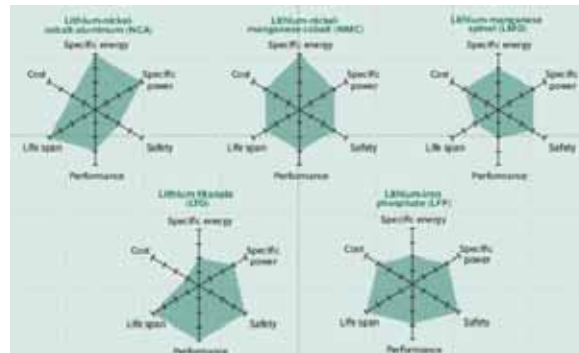 Lithium-nickel-
cobalt-aluminum (NCA)
Specific energy
Cost
Specific
power
Life span
Safety
Performance
Lithium-nickel-
manganese-cobalt (NMC)
Specific energy
Cost
Specific
power
Life span
Safety
Performance
Lithium-manganese
spinel (LMO)
Specific energy
Cost
Specific
power
Life span
Safety
Performance
Lithium titanate
(LTO)
Specific energy
Cost
Specific
power
Life span
Safety
Performance
Lithium-iron
phosphate (LFP)
Specific energy
Cost
Specific
power
Life span
Safety
Performance